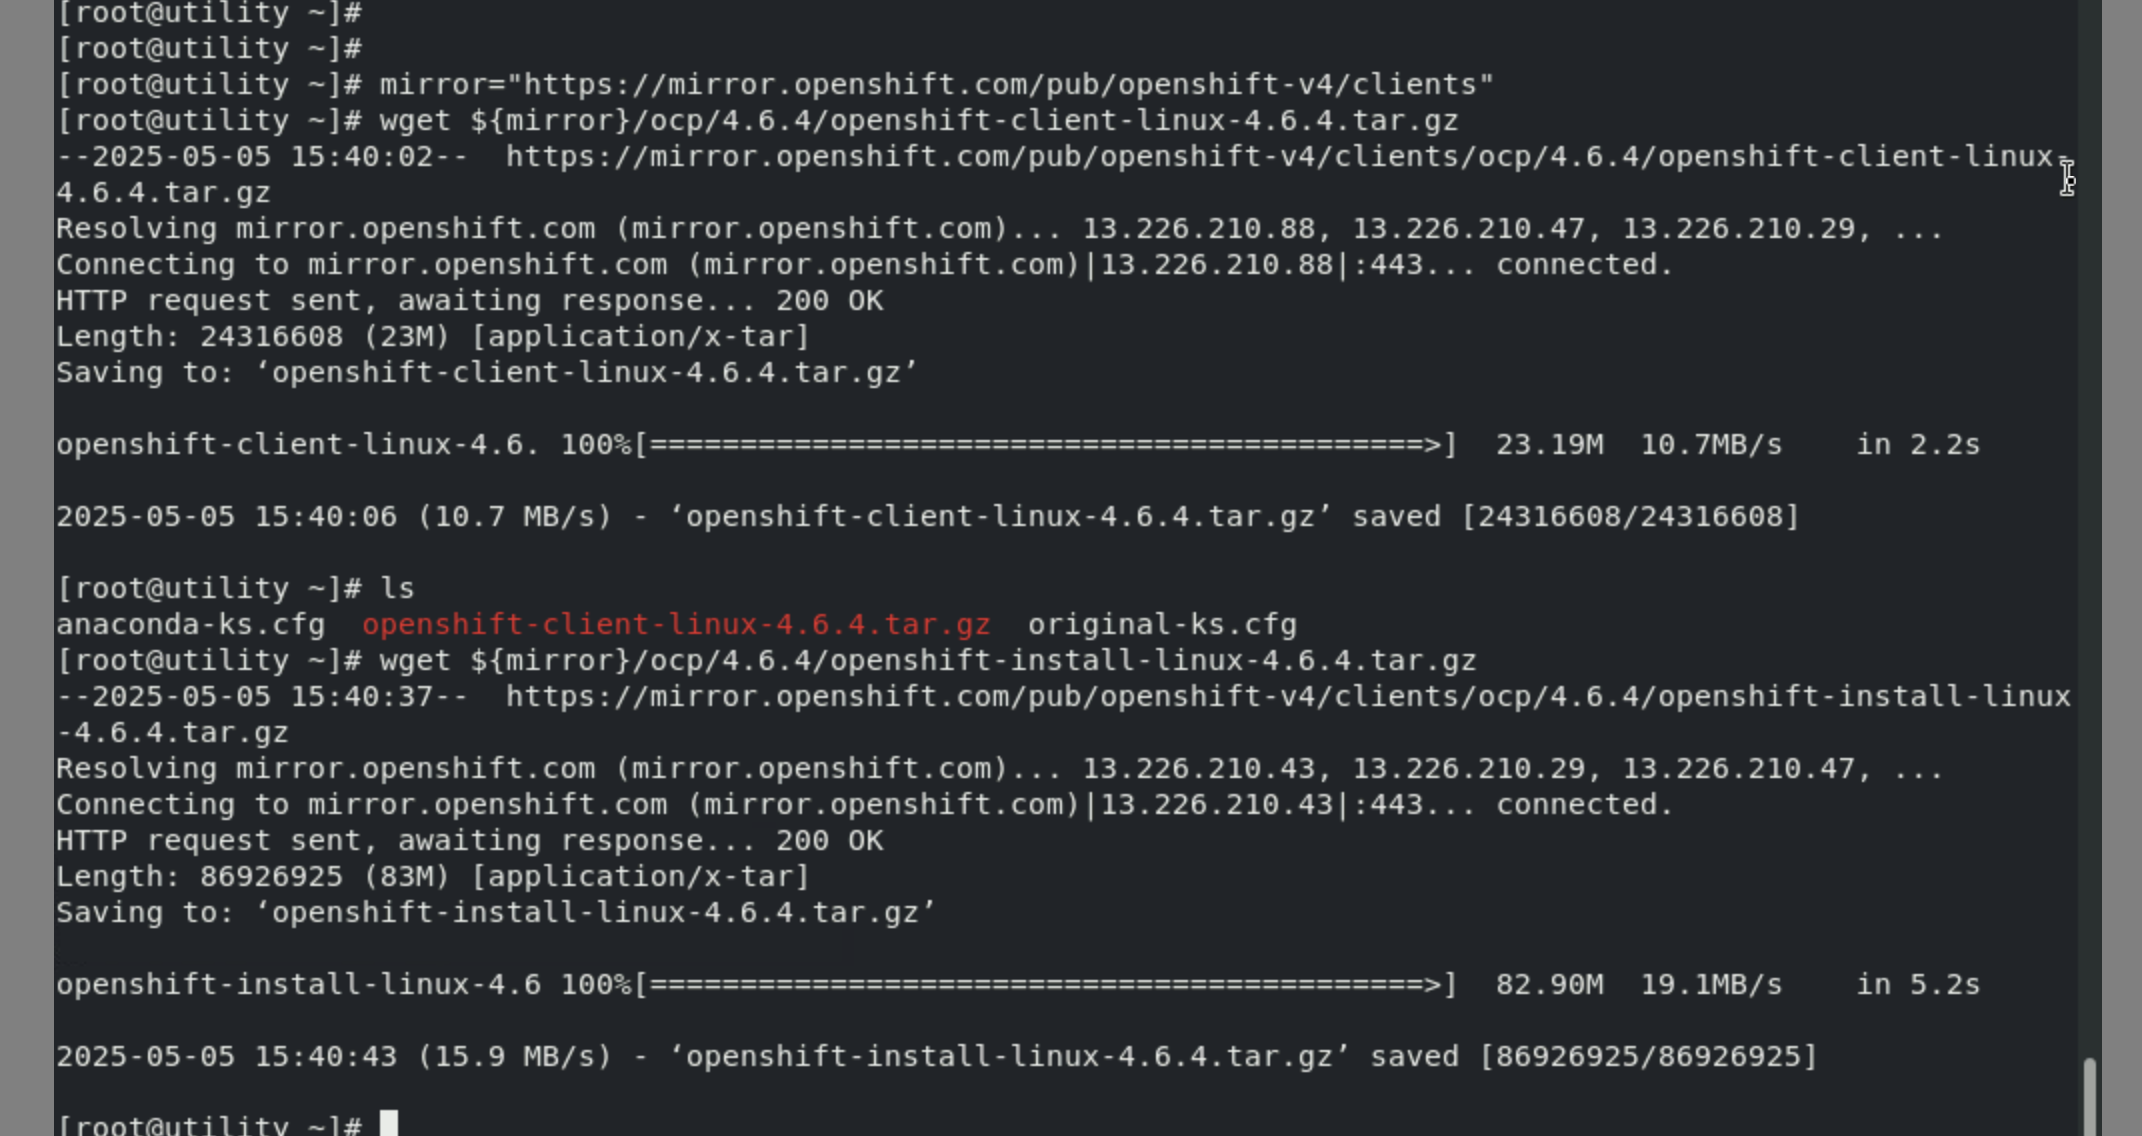 [root@utility ~]#
[root@utility ~]#
[root@utility ~]# mirror="https://mirror.openshift.com/pub/openshift-v4/clients"
[root@utility ~]# wget ${mirror}/ocp/4.6.4/openshift-client-linux-4.6.4.tar.gz
--2025-05-05 15:40:02--  https://mirror.openshift.com/pub/openshift-v4/clients/ocp/4.6.4/openshift-client-linux-
4.6.4.tar.gz
Resolving mirror.openshift.com (mirror.openshift.com)... 13.226.210.88, 13.226.210.47, 13.226.210.29, ...
Connecting to mirror.openshift.com (mirror.openshift.com)|13.226.210.88|:443... connected.
HTTP request sent, awaiting response... 200 OK
Length: 24316608 (23M) [application/x-tar]
Saving to: ‘openshift-client-linux-4.6.4.tar.gz’
openshift-client-linux-4.6. 100%[===========================================>]  23.19M  10.7MB/s    in 2.2s
2025-05-05 15:40:06 (10.7 MB/s) - ‘openshift-client-linux-4.6.4.tar.gz’ saved [24316608/24316608]
[root@utility ~]# ls
anaconda-ks.cfg  openshift-client-linux-4.6.4.tar.gz  original-ks.cfg
[root@utility ~]# wget ${mirror}/ocp/4.6.4/openshift-install-linux-4.6.4.tar.gz
--2025-05-05 15:40:37--  https://mirror.openshift.com/pub/openshift-v4/clients/ocp/4.6.4/openshift-install-linux
-4.6.4.tar.gz
Resolving mirror.openshift.com (mirror.openshift.com)... 13.226.210.43, 13.226.210.29, 13.226.210.47, ...
Connecting to mirror.openshift.com (mirror.openshift.com)|13.226.210.43|:443... connected.
HTTP request sent, awaiting response... 200 OK
Length: 86926925 (83M) [application/x-tar]
Saving to: ‘openshift-install-linux-4.6.4.tar.gz’
openshift-install-linux-4.6 100%[===========================================>]  82.90M  19.1MB/s    in 5.2s
2025-05-05 15:40:43 (15.9 MB/s) - ‘openshift-install-linux-4.6.4.tar.gz’ saved [86926925/86926925]
[root@utility ~]#